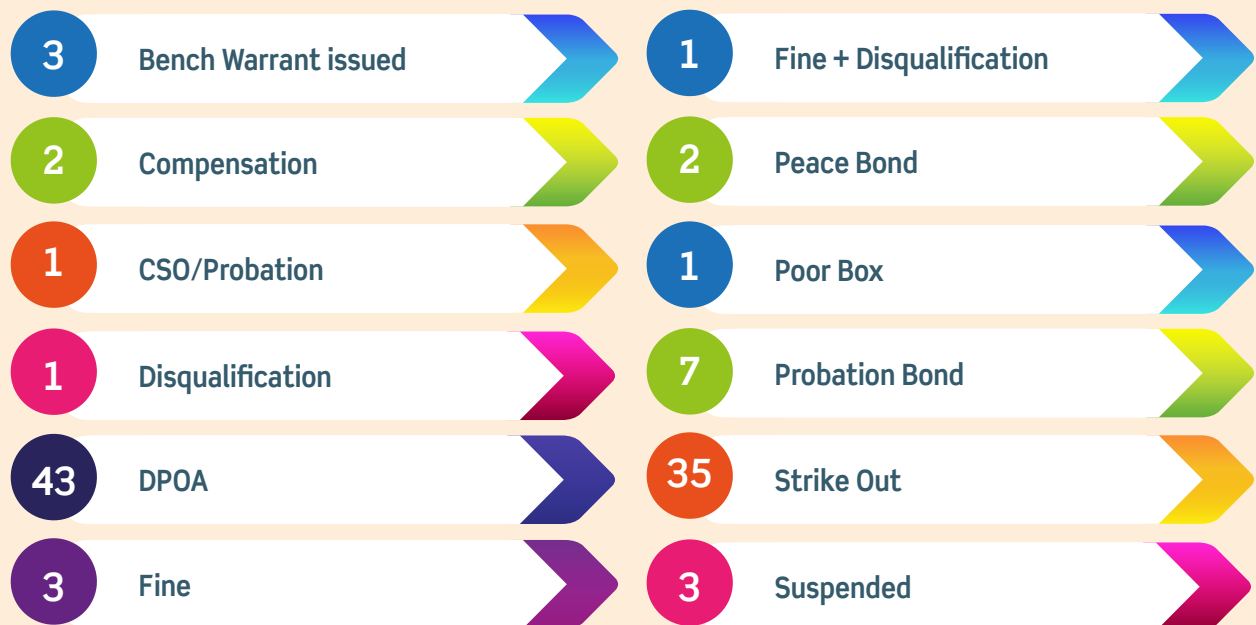 3 Bench Warrant issued
2 Compensation
1 CSO/Probation
1 Disqualification
43 DPOA
3 Fine
1 Fine + Disqualification
2 Peace Bond
1 Poor Box
7 Probation Bond
35 Strike Out
3 Suspended